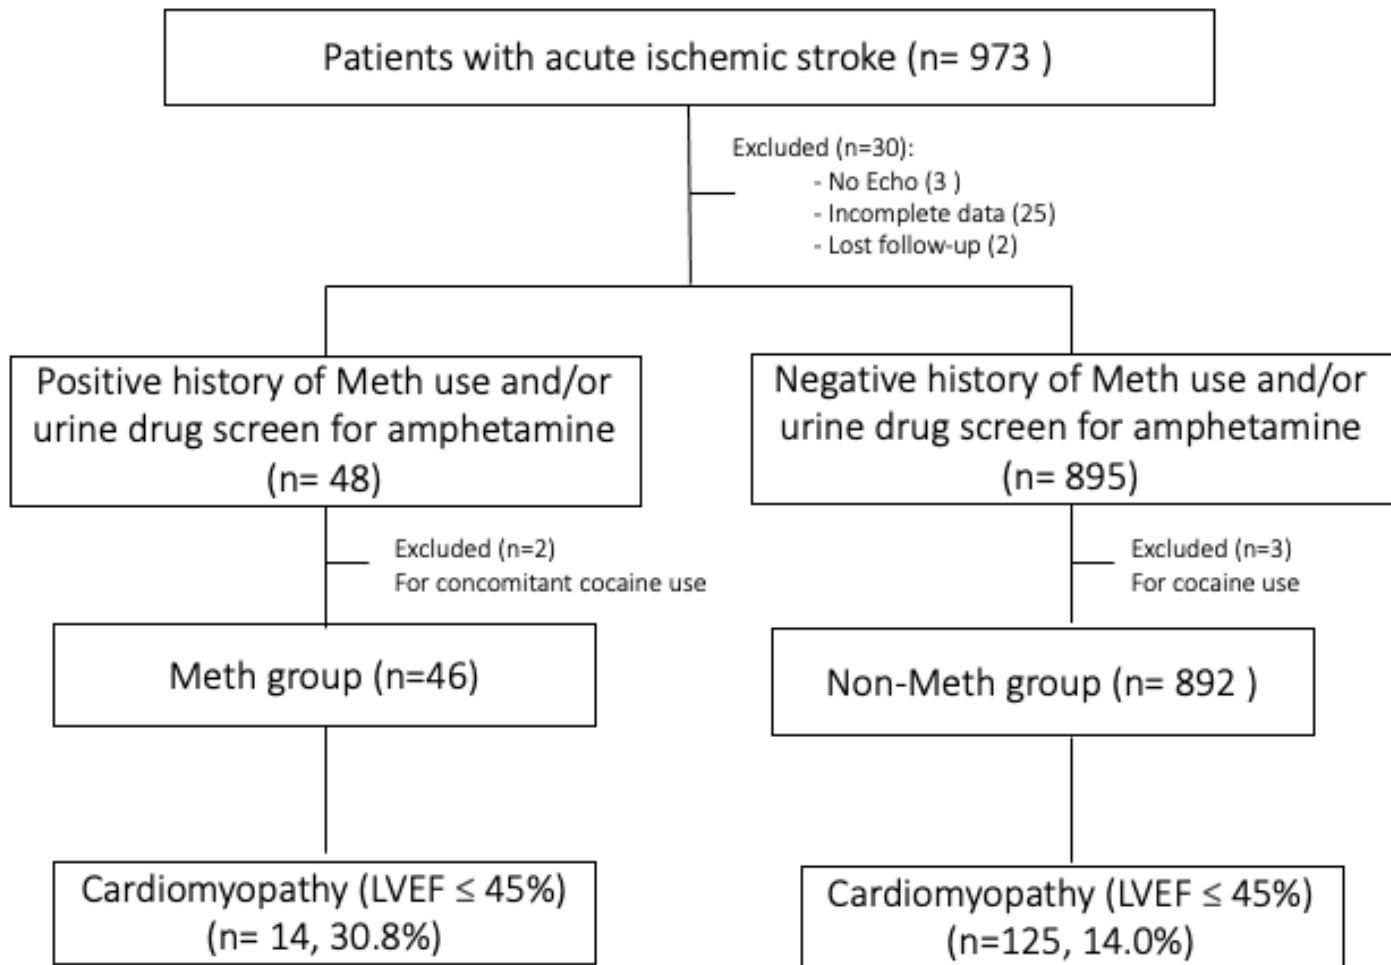 Patients with acute ischemic stroke (n= 973 )
Excluded (n=30):
- No Echo (3 )
- Incomplete data (25)
- Lost follow-up (2)
Positive history of Meth use and/or
urine drug screen for amphetamine
(n= 48)
Negative history of Meth use and/or
urine drug screen for amphetamine
(n= 895)
Excluded (n=2)
For concomitant cocaine use
Excluded (n=3)
For cocaine use
Meth group (n=46)
Non-Meth group (n= 892 )
Cardiomyopathy (LVEF ≤ 45%)
(n= 14, 30.8%)
Cardiomyopathy (LVEF ≤ 45%)
(n=125, 14.0%)